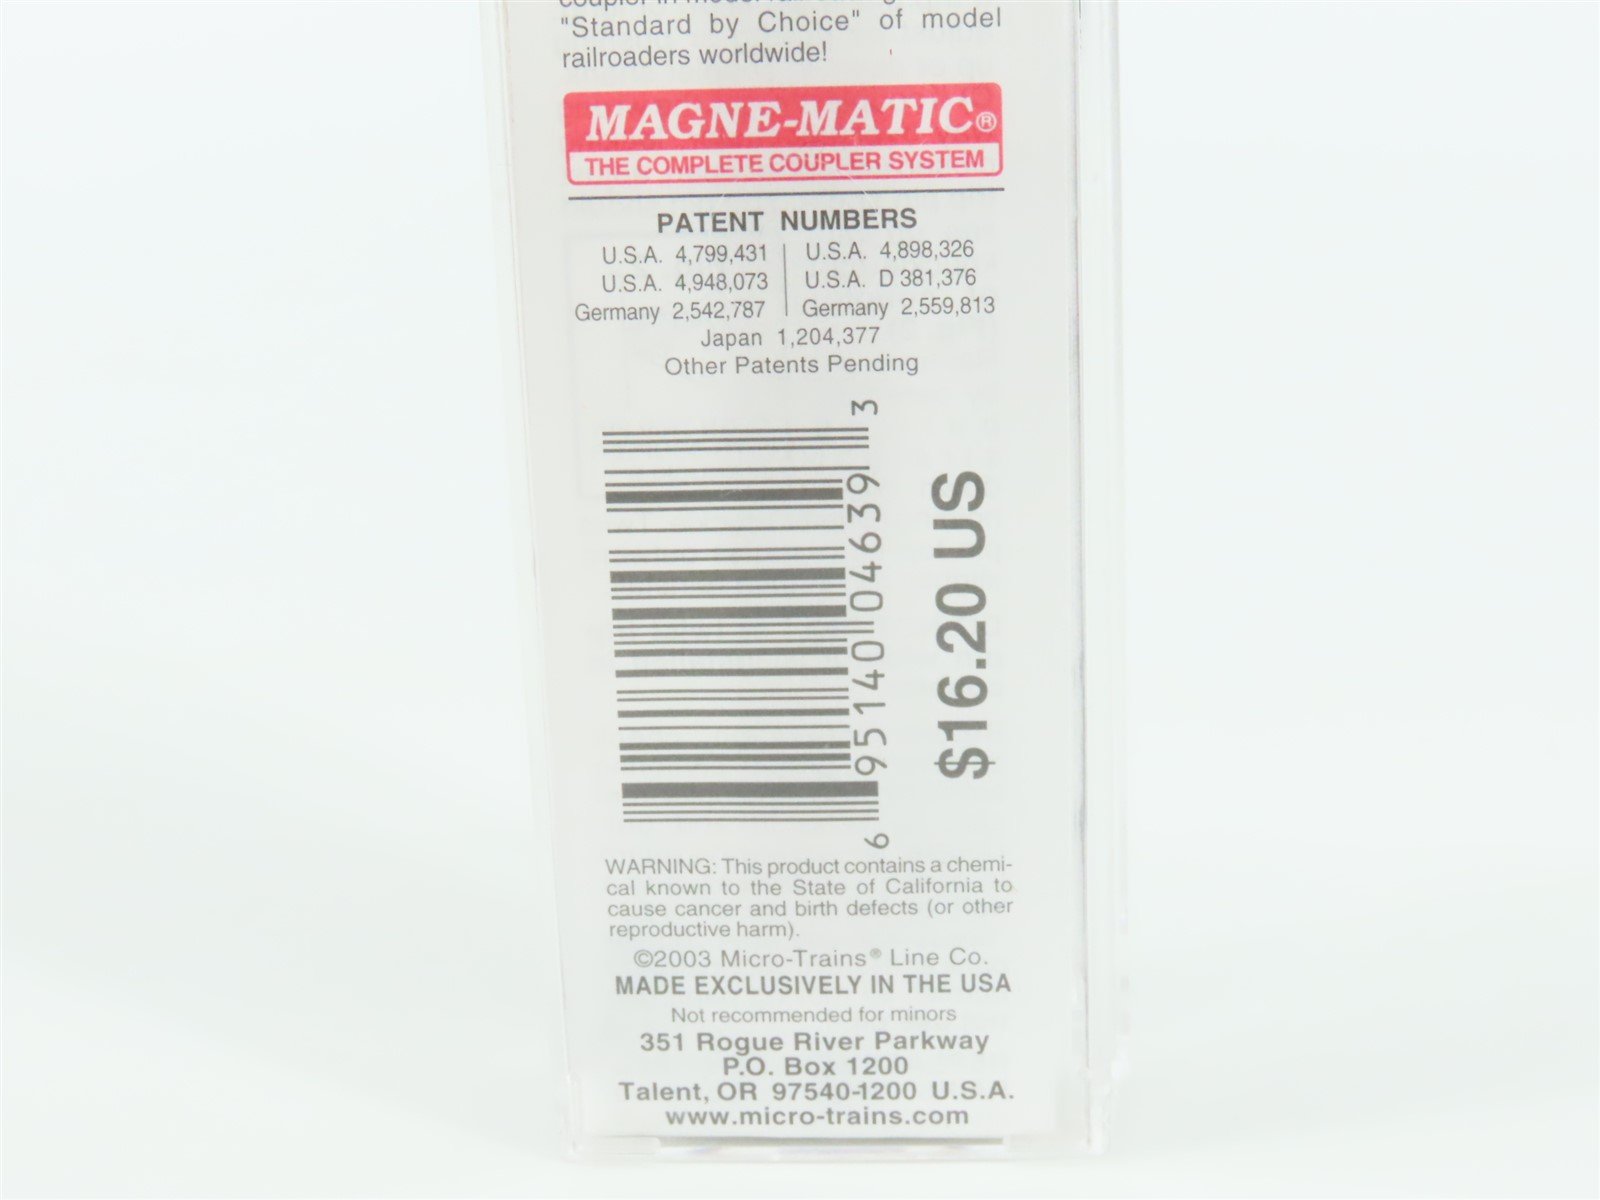 "Standard by Choice" of model
railroaders worldwide!
MAGNE-MATIC®
THE COMPLETE COUPLER SYSTEM
PATENT NUMBERS
U.S.A. 4,799,431 U.S.A. 4,898,326
U.S.A. 4,948,073 U.S.A. D 381,376
Germany 2,542,787 Germany 2,559,813
Japan 1,204,377
Other Patents Pending
6 95140 04639 3
$16.20 US
WARNING: This product contains a chemi-
cal known to the State of California to
cause cancer and birth defects (or other
reproductive harm).
©2003 Micro-Trains® Line Co.
MADE EXCLUSIVELY IN THE USA
Not recommended for minors
351 Rogue River Parkway
P.O. Box 1200
Talent, OR 97540-1200 U.S.A.
www.micro-trains.com